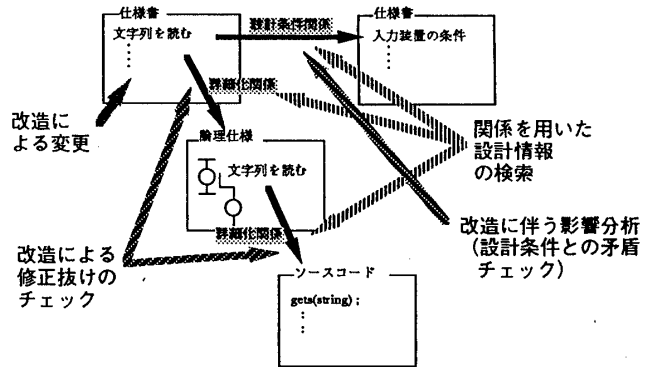 仕様書
文字列を読む
設計条件関係
仕様書
入力装置の条件
詳細化関係
改造に
よる変更
論理仕様
文字列を読む
関係を用いた
設計情報
の検索
詳細化関係
改造に伴う影響分析
(設計条件との矛盾
チェック)
改造による
修正抜けの
チェック
ソースコード
gets(string) ;